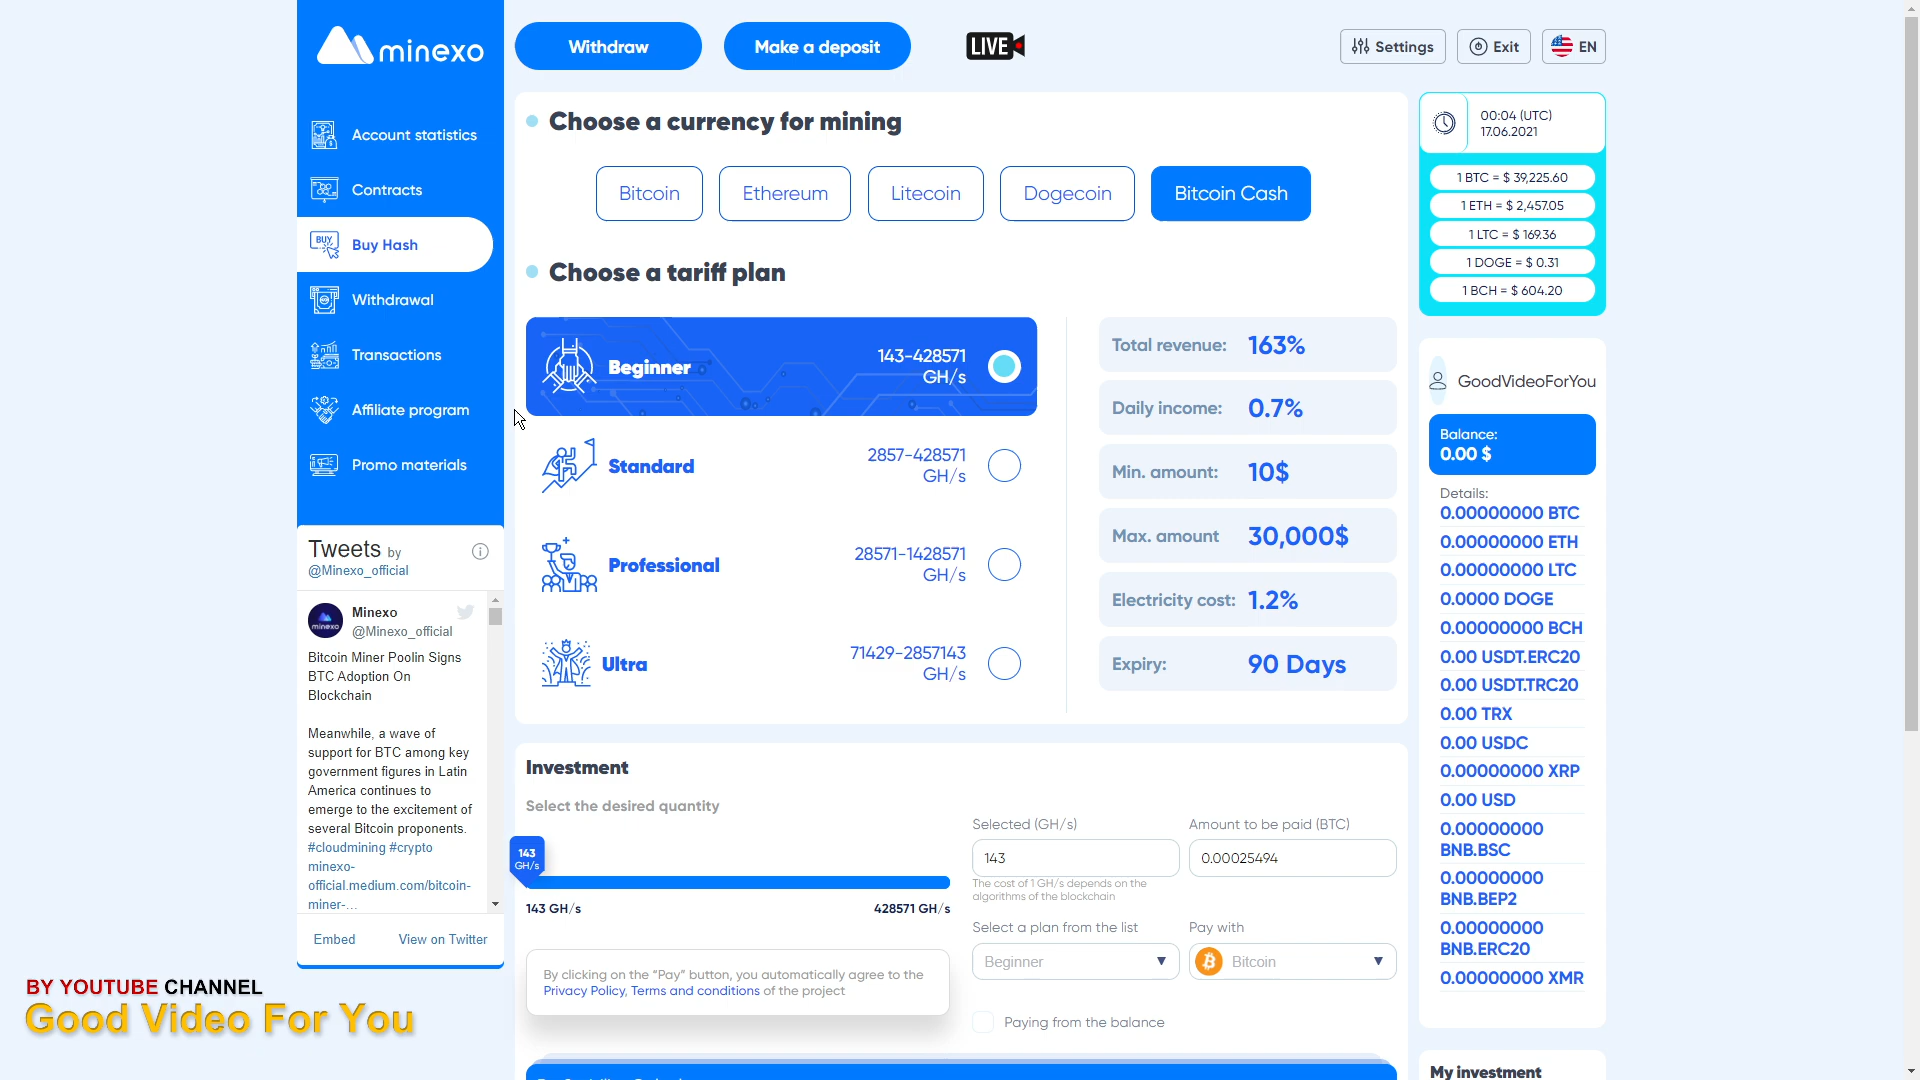 minexo
Withdraw
Make a deposit
LIVE
Settings
Exit
EN
Account statistics
Contracts
BUY
Buy Hash
Withdrawal
Transactions
Affiliate program
Promo materials
Tweets by
@Minexo_official
minexo
Minexo
@Minexo_official
Bitcoin Miner Poolin Signs
BTC Adoption On
Blockchain
Meanwhile, a wave of
support for BTC among key
government figures in Latin
America continues to
emerge to the excitement of
several Bitcoin proponents.
#cloudmining #crypto
minexo-
official.medium.com/bitcoin-
miner-...
Embed
View on Twitter
BY YOUTUBE CHANNEL
Good Video For You
Choose a currency for mining
Bitcoin
Ethereum
Litecoin
Dogecoin
Bitcoin Cash
Choose a tariff plan
Beginner
143-428571
GH/s
Standard
2857-428571
GH/s
Professional
28571-1428571
GH/s
Ultra
71429-2857143
GH/s
Total revenue: 163%
Daily income: 0.7%
Min. amount: 10$
Max. amount 30,000$
Electricity cost: 1.2%
Expiry: 90 Days
Investment
Select the desired quantity
143
GH/s
143 GH/s
428571 GH/s
By clicking on the "Pay" button, you automatically agree to the
Privacy Policy, Terms and conditions of the project
Selected (GH/s)
143
The cost of 1 GH/s depends on the
algorithms of the blockchain
Amount to be paid (BTC)
0.00025494
Select a plan from the list
Beginner
Pay with
Bitcoin
Paying from the balance
00:04 (UTC)
17.06.2021
1 BTC = $ 39,225.60
1 ETH = $ 2,457.05
1 LTC = $ 169.36
1 DOGE = $ 0.31
1 BCH = $ 604.20
GoodVideoForYou
Balance:
0.00 $
Details:
0.00000000 BTC
0.00000000 ETH
0.00000000 LTC
0.0000 DOGE
0.00000000 BCH
0.00 USDT.ERC20
0.00 USDT.TRC20
0.00 TRX
0.00 USDC
0.00000000 XRP
0.00 USD
0.00000000
BNB.BSC
0.00000000
BNB.BEP2
0.00000000
BNB.ERC20
0.00000000 XMR
My investment